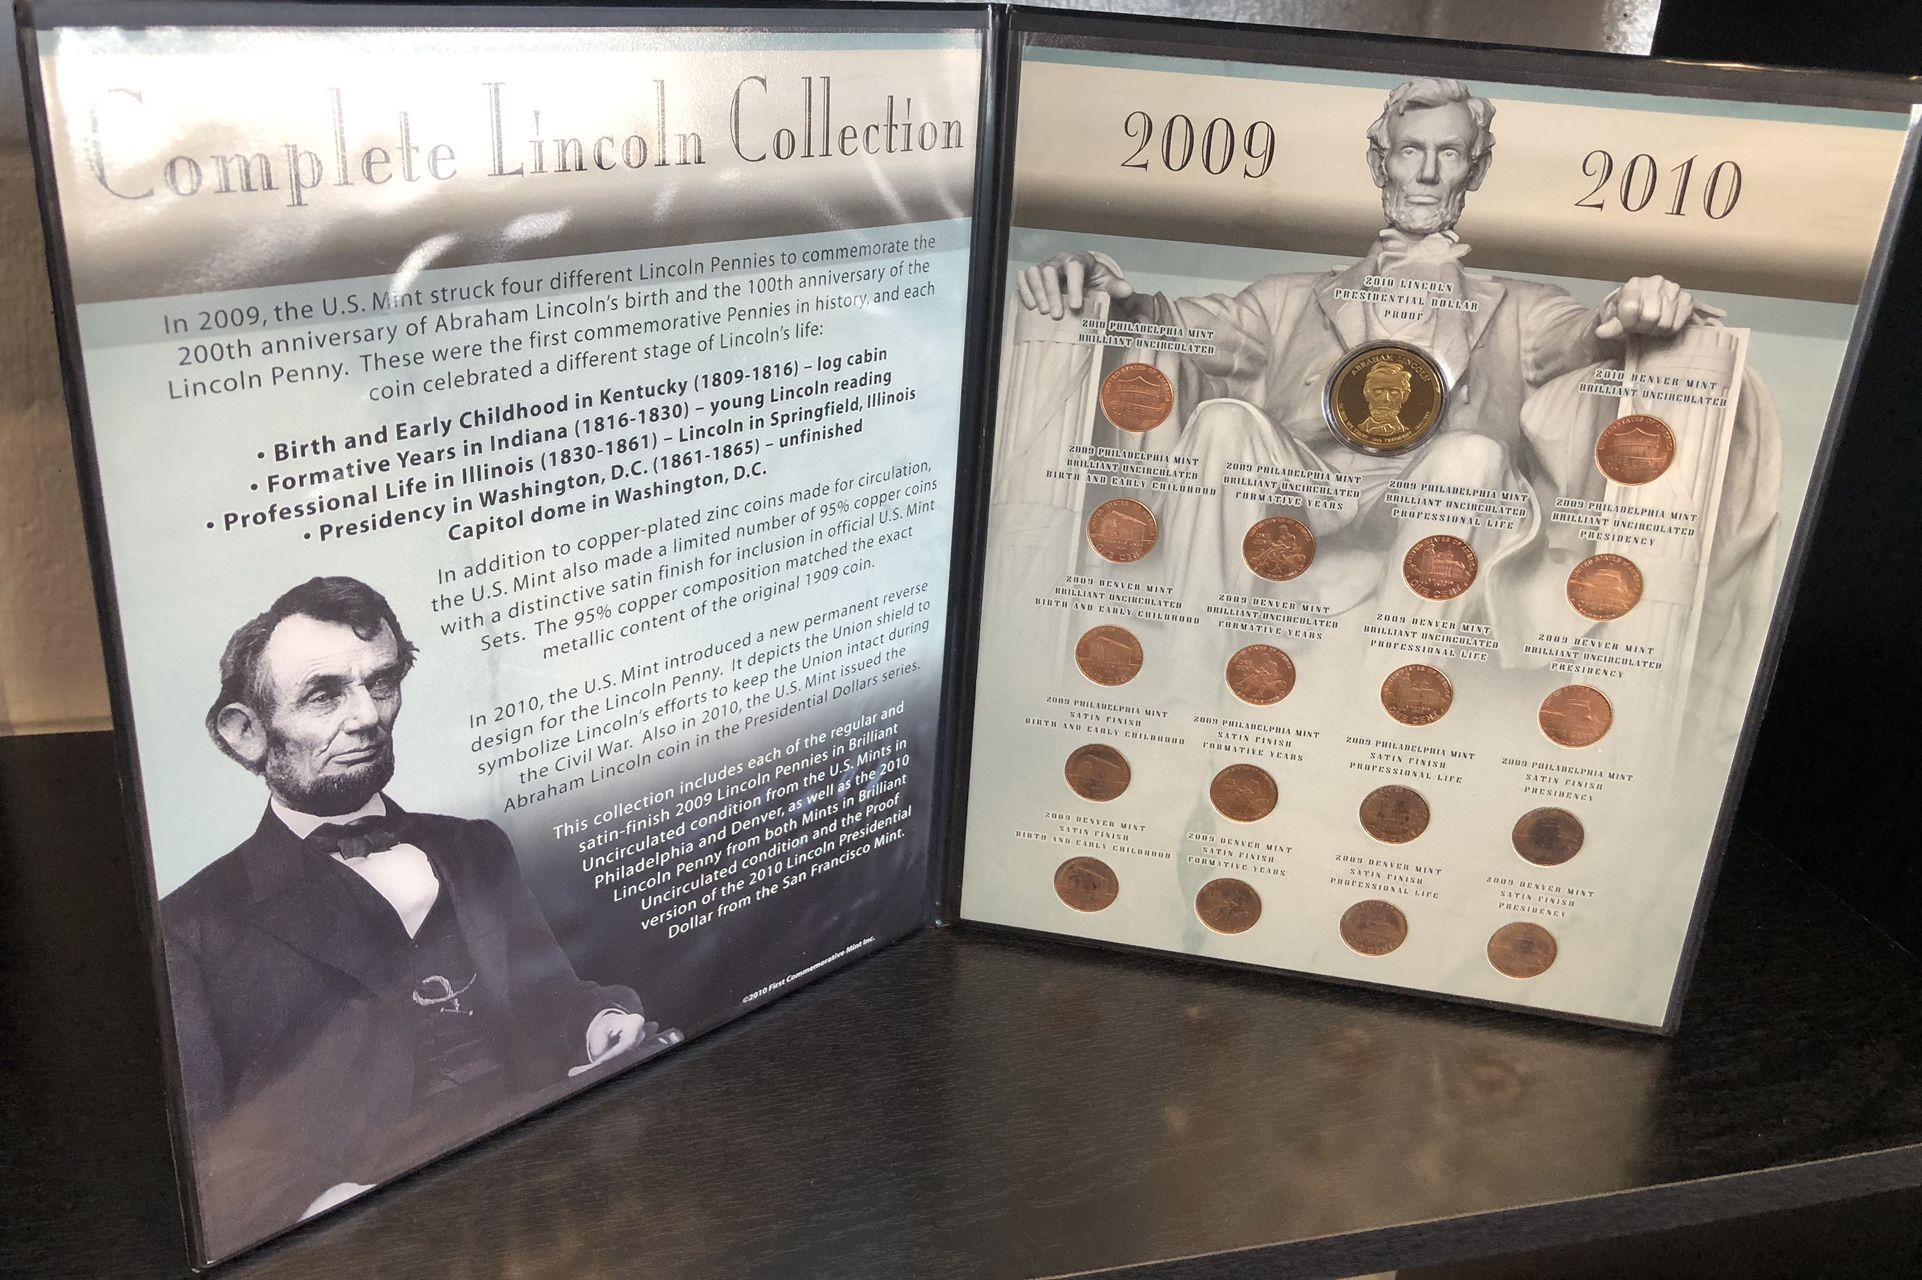 Complete Lincoln Collection
In 2009, the U.S. Mint struck four different Lincoln Pennies to commemorate the
200th anniversary of Abraham Lincoln's birth and the 100th anniversary of the
Lincoln Penny. These were the first commemorative Pennies in history, and each
coin celebrated a different stage of Lincoln's life:
• Birth and Early Childhood in Kentucky (1809-1816) – log cabin
• Formative Years in Indiana (1816-1830) – young Lincoln reading
• Professional Life in Illinois (1830-1861) – Lincoln in Springfield, Illinois
• Presidency in Washington, D.C. (1861-1865) – unfinished
Capitol dome in Washington, D.C.
In addition to copper-plated zinc coins made for circulation,
the U.S. Mint also made a limited number of 95% copper coins
with a distinctive satin finish for inclusion in official U.S. Mint
Sets. The 95% copper composition matched the exact
metallic content of the original 1909 coin.
In 2010, the U.S. Mint introduced a new permanent reverse
design for the Lincoln Penny. It depicts the Union shield to
symbolize Lincoln's efforts to keep the Union intact during
the Civil War. Also in 2010, the U.S. Mint issued the
Abraham Lincoln coin in the Presidential Dollars series.
This collection includes each of the regular and
satin-finish 2009 Lincoln Pennies in Brilliant
Uncirculated condition from the U.S. Mints in
Philadelphia and Denver, as well as the 2010
Lincoln Penny from both Mints in Brilliant
Uncirculated condition and the Proof
version of the 2010 Lincoln Presidential
Dollar from the San Francisco Mint.
©2010 First Commemorative Mint Inc.
2009
2010
2010 LINCOLN
PRESIDENTIAL DOLLAR
PROOF
ABRAHAM LINCOLN
2010 PHILADELPHIA MINT
BRILLIANT UNCIRCULATED
UNITED STATES OF AMERICA
ONE CENT
2010 DENVER MINT
BRILLIANT UNCIRCULATED
ONE CENT
2009 PHILADELPHIA MINT
BRILLIANT UNCIRCULATED
BIRTH AND EARLY CHILDHOOD
ONE CENT
2009 PHILADELPHIA MINT
BRILLIANT UNCIRCULATED
FORMATIVE YEARS
2009 PHILADELPHIA MINT
BRILLIANT UNCIRCULATED
PROFESSIONAL LIFE
ONE CENT
2009 PHILADELPHIA MINT
BRILLIANT UNCIRCULATED
PRESIDENCY
2009 DENVER MINT
BRILLIANT UNCIRCULATED
BIRTH AND EARLY CHILDHOOD
2009 DENVER MINT
BRILLIANT UNCIRCULATED
FORMATIVE YEARS
2009 DENVER MINT
BRILLIANT UNCIRCULATED
PROFESSIONAL LIFE
ONE CENT
2009 DENVER MINT
BRILLIANT UNCIRCULATED
PRESIDENCY
2009 PHILADELPHIA MINT
SATIN FINISH
BIRTH AND EARLY CHILDHOOD
2009 PHILADELPHIA MINT
SATIN FINISH
FORMATIVE YEARS
2009 PHILADELPHIA MINT
SATIN FINISH
PROFESSIONAL LIFE
2009 PHILADELPHIA MINT
SATIN FINISH
PRESIDENCY
2009 DENVER MINT
SATIN FINISH
BIRTH AND EARLY CHILDHOOD
2009 DENVER MINT
SATIN FINISH
FORMATIVE YEARS
2009 DENVER MINT
SATIN FINISH
PROFESSIONAL LIFE
2009 DENVER MINT
SATIN FINISH
PRESIDENCY